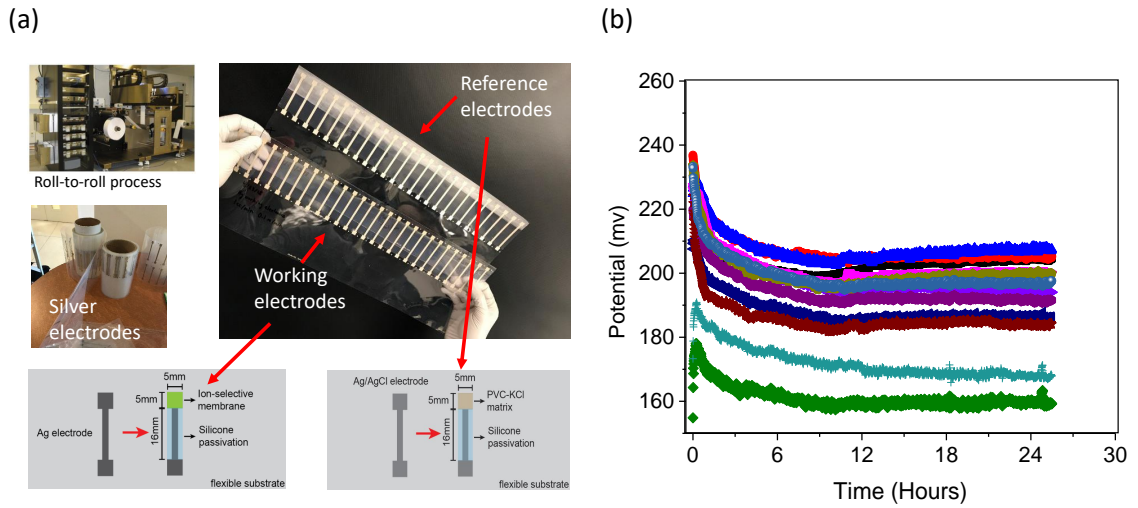 (a)
Roll-to-roll process
Silver
electrodes
Reference
electrodes
Working
electrodes
5mm
5mm
16mm
Ag electrode
Ion-selective
membrane
Silicone
passivation
flexible substrate
Ag/AgCl electrode
5mm
5mm
16mm
PVC-KCl
matrix
Silicone
passivation
flexible substrate
(b)
Potential (mv)
260
240
220
200
180
160
0
6
12
18
24
30
Time (Hours)